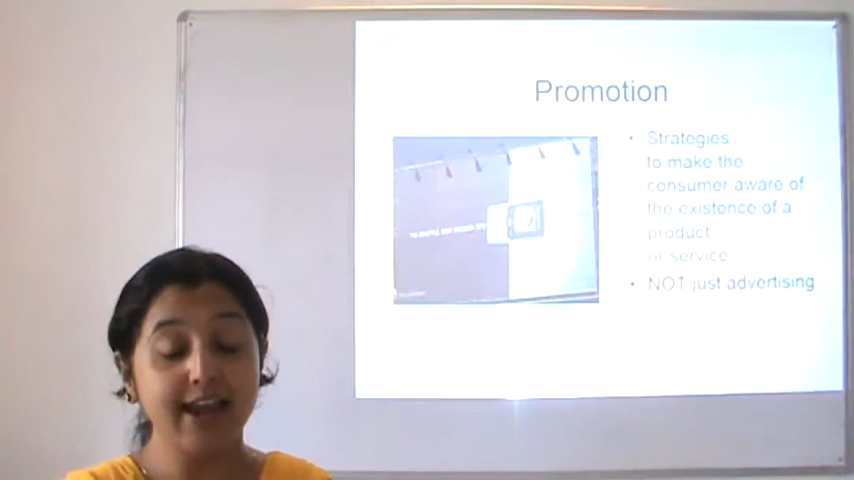 Promotion
• Strategies
to make the
consumer aware of
the existence of a
product
or service
• NOT just advertising